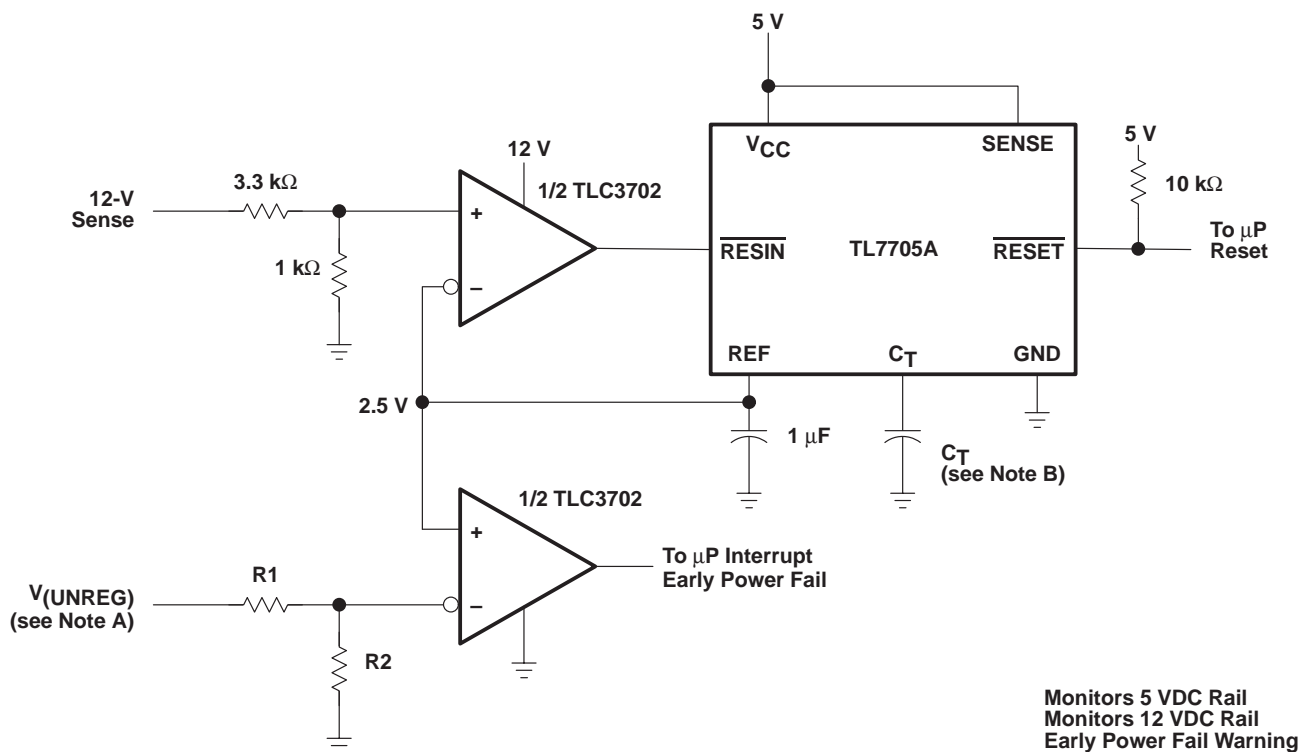 5 V
VCC
SENSE
5 V
10 kΩ
12 V
1/2 TLC3702
3.3 kΩ
12-V
Sense
+
1 kΩ
–
RESIN
TL7705A
RESET
To μP
Reset
REF
CT
GND
2.5 V
1 μF
CT
(see Note B)
1/2 TLC3702
+
To μP Interrupt
Early Power Fail
V(UNREG)
(see Note A)
R1
–
R2
Monitors 5 VDC Rail
Monitors 12 VDC Rail
Early Power Fail Warning